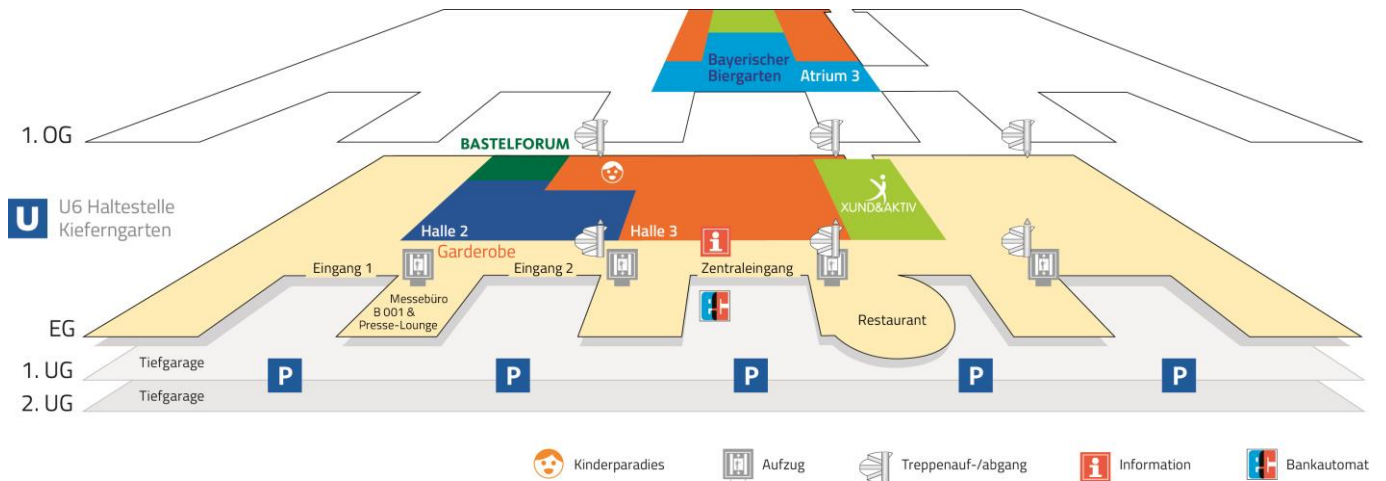 Bayerischer
Biergarten
Atrium 3
1. OG
BASTELFORUM
U
U6 Haltestelle
Kieferngarten
XUND&AKTIV
Halle 2
Halle 3
Garderobe
Eingang 1
Eingang 2
Zentraleingang
Messebüro
B 001 &
Presse-Lounge
Restaurant
EG
1. UG
Tiefgarage
P
P
P
P
P
2. UG
Tiefgarage
Kinderparadies
Aufzug
Treppenauf-/abgang
Information
Bankautomat